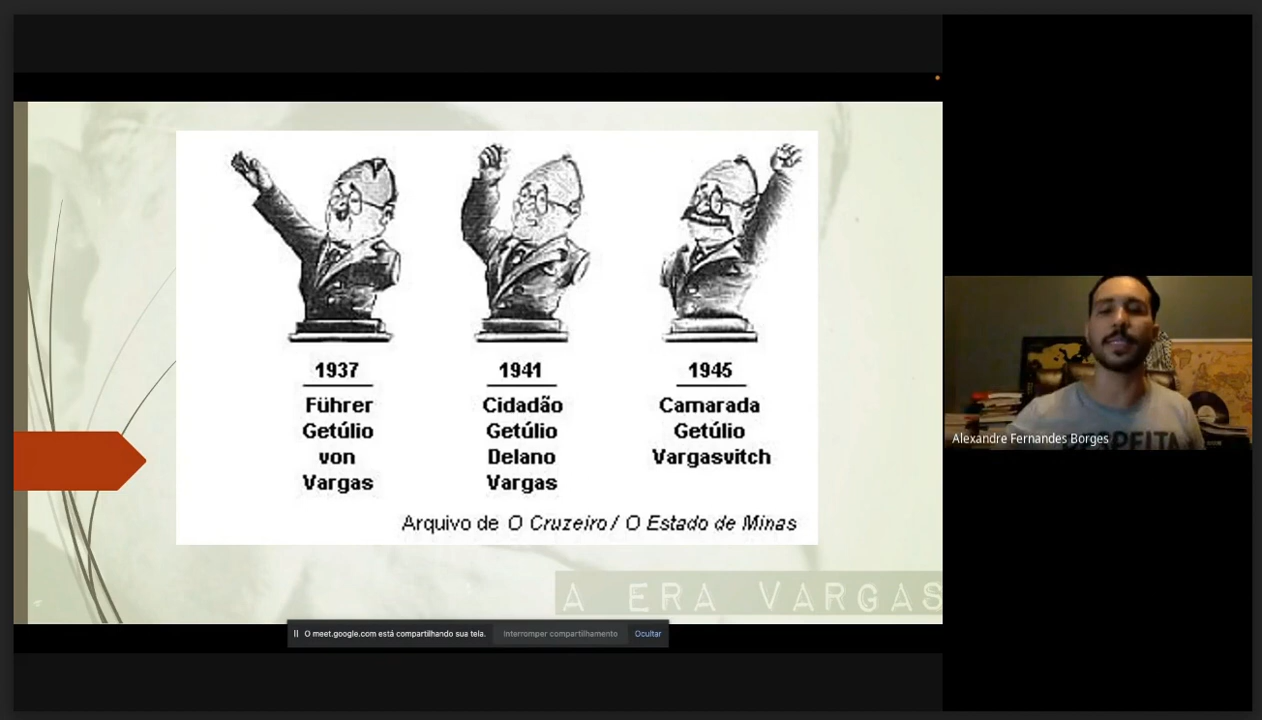 1937
Führer
Getúlio
von
Vargas
1941
Cidadão
Getúlio
Delano
Vargas
1945
Camarada
Getúlio
Vargasvitch
Arquivo de O Cruzeiro / O Estado de Minas
A ERA VARGAS
O meet.google.com está compartilhando sua tela.
Interromper compartilhamento
Ocultar
Alexandre Fernandes Borges